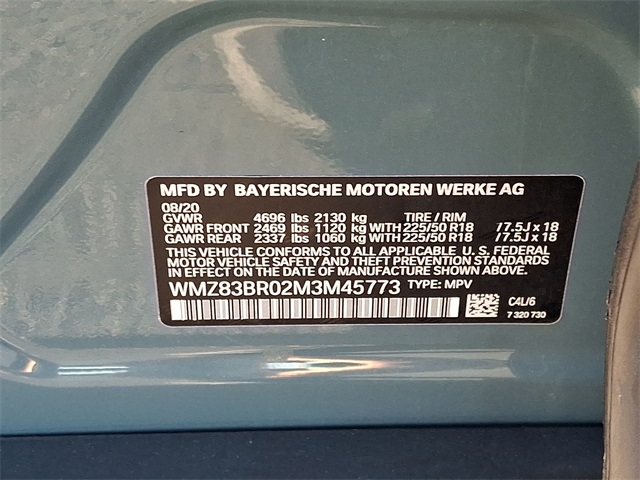 MFD BY BAYERISCHE MOTOREN WERKE AG
08/20
GVWR 4696 lbs 2130 kg TIRE / RIM
GAWR FRONT 2469 lbs 1120 kg WITH 225/50 R18 /7.5J x 18
GAWR REAR 2337 lbs 1060 kg WITH 225/50 R18 /7.5J x 18
THIS VEHICLE CONFORMS TO ALL APPLICABLE U. S. FEDERAL
MOTOR VEHICLE SAFETY AND THEFT PREVENTION STANDARDS
IN EFFECT ON THE DATE OF MANUFACTURE SHOWN ABOVE.
WMZ83BR02M3M45773 TYPE: MPV
C4L/6
7 320 730